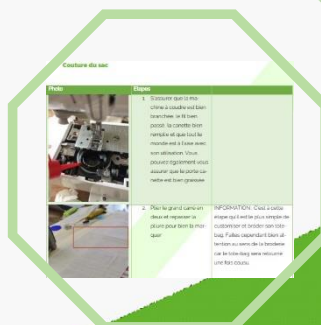 Couture du sac
Photo Etapes
1. S'assurer que la ma-
chine à coudre est bien
branchée, le fil bien
passé, la canette bien
remplie et que tout le
monde est à l'aise avec
son utilisation. Vous
pouvez également vous
assurer que le porte-ca-
nette est bien graissée
2. Plier le grand carré en
deux et repasser la
pliure pour bien la mar-
quer
INFORMATION : C'est à cette
étape qu'il est le plus simple de
customiser et broder son tote
bag. Faites cependant bien at-
tention au sens de la broderie
car le tote bag sera retourné
une fois cousu.